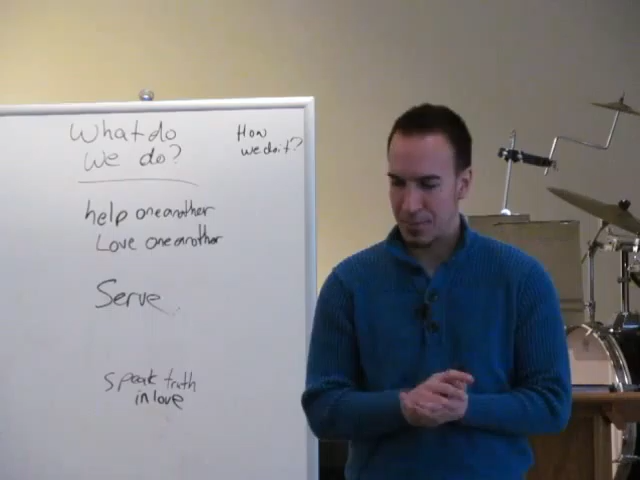 What do
we do?
How
we do it?
help one another
Love one another
Serve
speak truth
in love